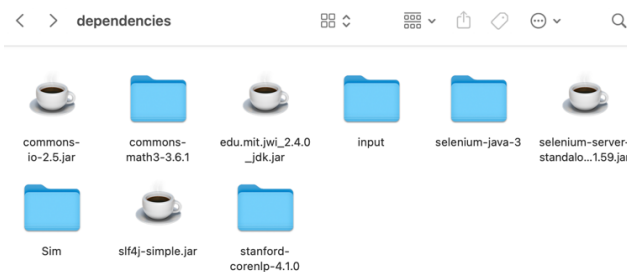 dependencies
commons-
io-2.5.jar
commons-
math3-3.6.1
edu.mit.jwi_2.4.0
_jdk.jar
input
selenium-java-3
selenium-server-
standalo...1.59.jar
Sim
slf4j-simple.jar
stanford-
corenlp-4.1.0